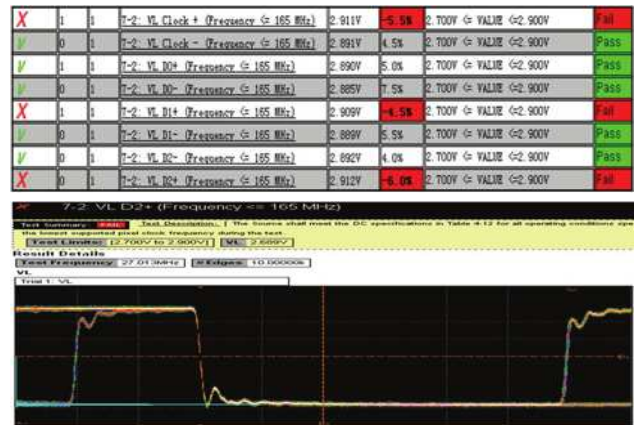 X 1 1 7-2: VL Clock + (Frequency <= 165 MHz) 2.911V -5.5% 2.700V <= VALUE <=2.900V Fail
0 1 7-2: VL Clock - (Frequency <= 165 MHz) 2.891V 4.5% 2.700V <= VALUE <=2.900V Pass
1 1 7-2: VL D0+ (Frequency <= 165 MHz) 2.890V 5.0% 2.700V <= VALUE <=2.900V Pass
0 1 7-2: VL D0- (Frequency <= 165 MHz) 2.885V 7.5% 2.700V <= VALUE <=2.900V Pass
X 1 1 7-2: VL D1+ (Frequency <= 165 MHz) 2.909V -4.5% 2.700V <= VALUE <=2.900V Fail
0 1 7-2: VL D1- (Frequency <= 165 MHz) 2.889V 5.5% 2.700V <= VALUE <=2.900V Pass
0 1 7-2: VL D2- (Frequency <= 165 MHz) 2.892V 4.0% 2.700V <= VALUE <=2.900V Pass
X 0 1 7-2: VL D2+ (Frequency <= 165 MHz) 2.912V -6.0% 2.700V <= VALUE <=2.900V Fail
7-2: VL D2+ (Frequency <= 165 MHz)
Test Summary: FAIL Test Description: [ The Source shall meet the DC specifications in Table 4-12 for all operating conditions spe
the lowest supported pixel clock frequency during the test.
Test Limits: [2.700V to 2.900V] VL
Result Details
Test Frequency 27.013MHz # Edges 10.00000k
VL
Trial 1: VL